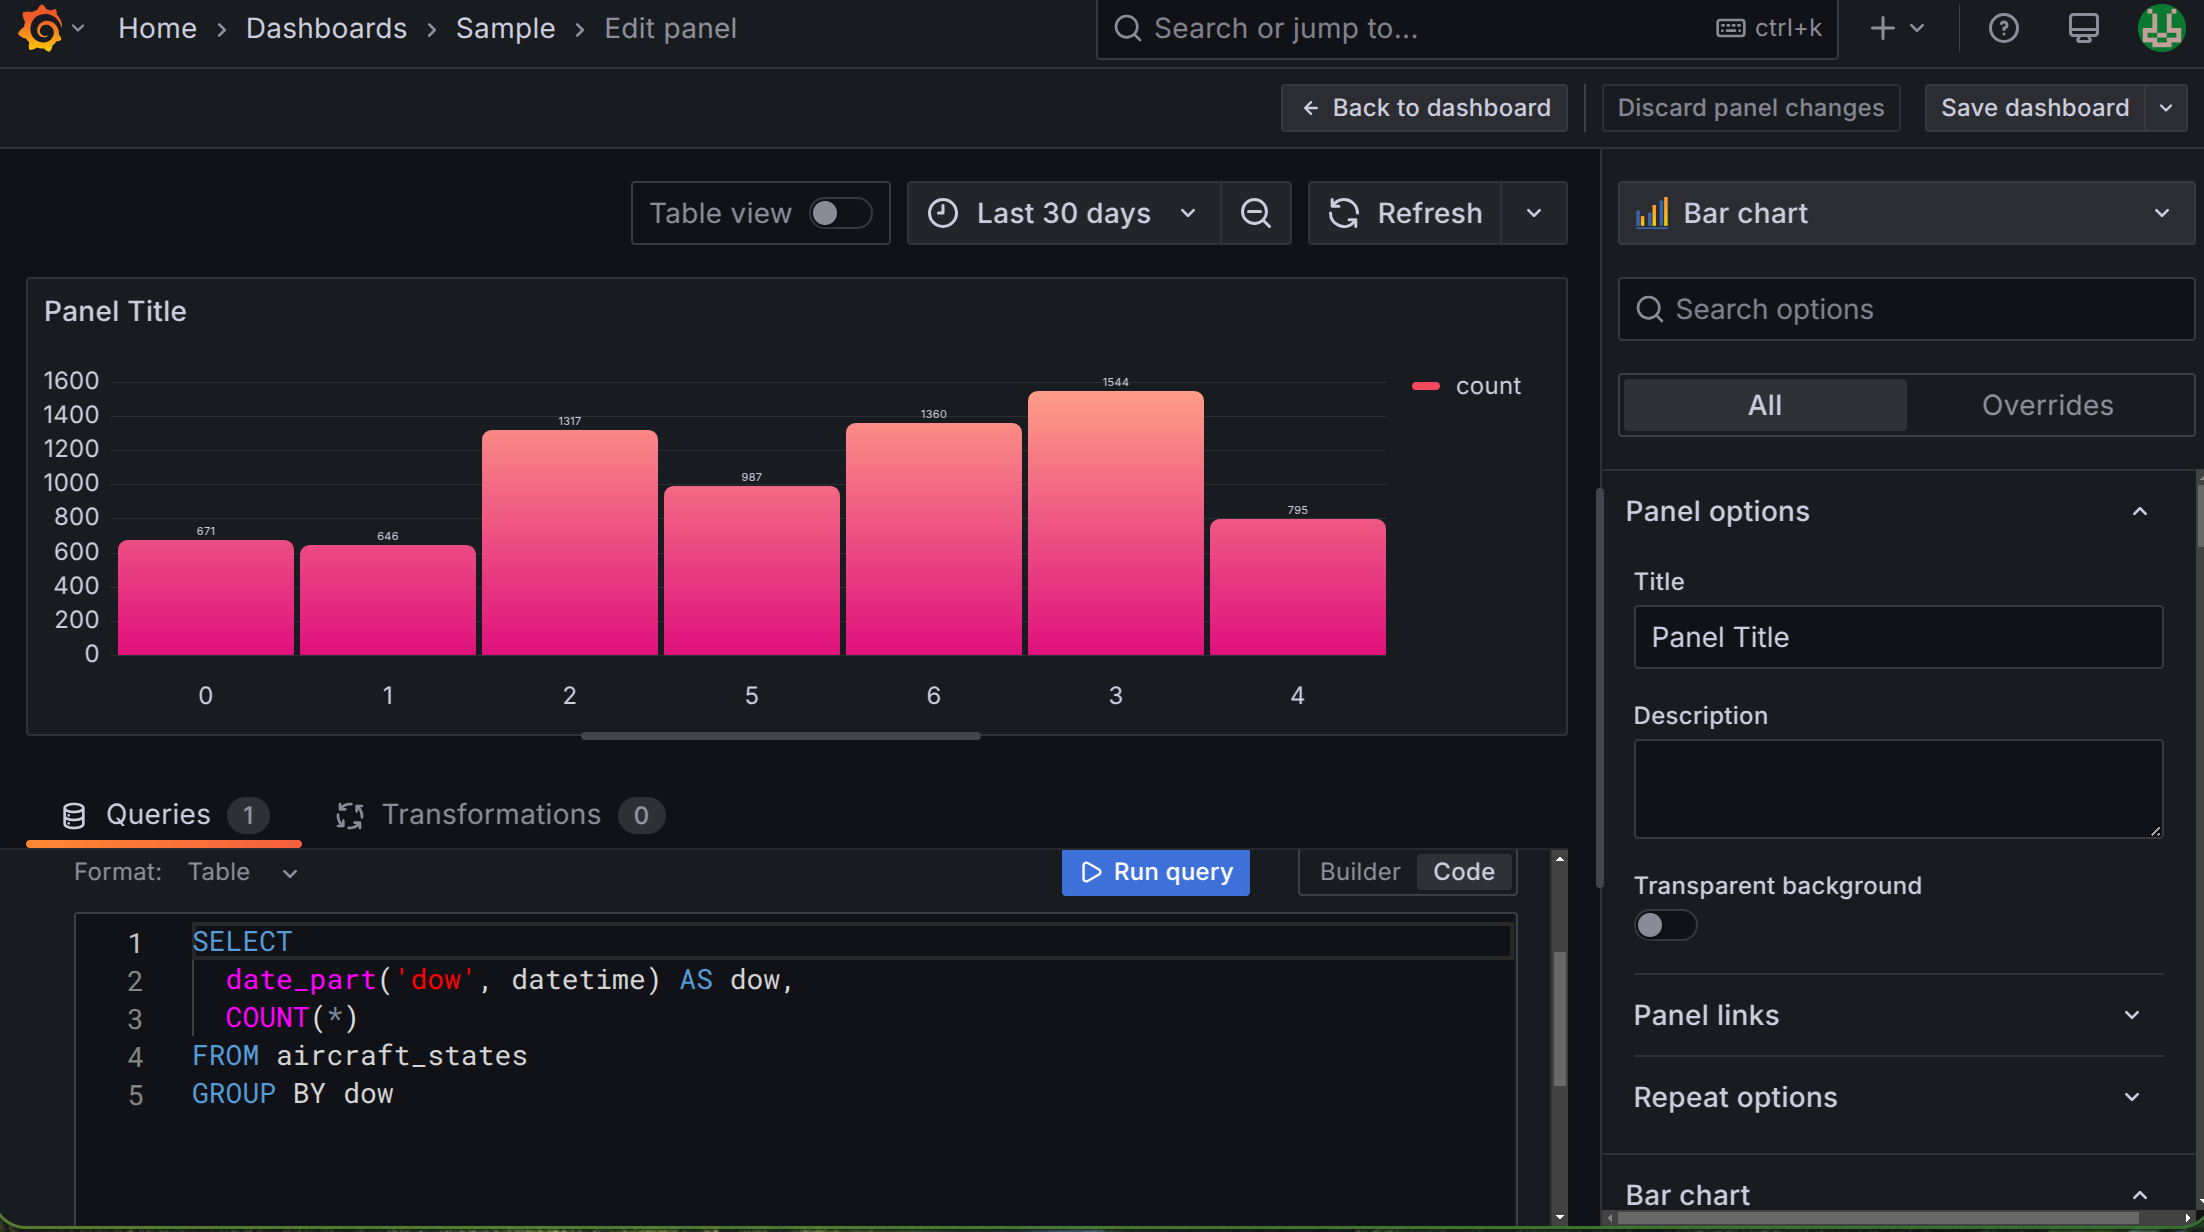 Home › Dashboards › Sample › Edit panel
Search or jump to...
ctrl+k
Back to dashboard
Discard panel changes
Save dashboard
Table view
Last 30 days
Refresh
Bar chart
Search options
All
Overrides
Panel Title
1600
1400
1200
1000
800
600
400
200
0
671
646
1317
987
1360
1544
795
0
1
2
5
6
3
4
count
Panel options
Title
Panel Title
Description
Transparent background
Panel links
Repeat options
Bar chart
Queries 1
Transformations 0
Format: Table
Run query
Builder
Code
1 SELECT
2 date_part('dow', datetime) AS dow,
3 COUNT(*)
4 FROM aircraft_states
5 GROUP BY dow